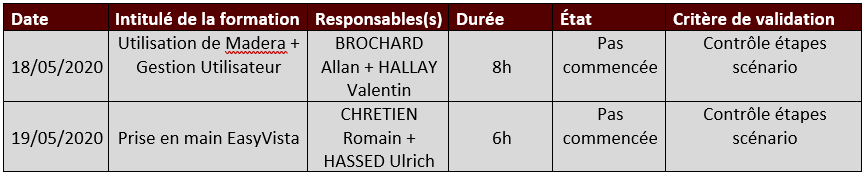 Date Intitulé de la formation Responsables(s) Durée État Critère de validation
18/05/2020 Utilisation de Madera + Gestion Utilisateur BROCHARD Allan + HALLAY Valentin 8h Pas commencée Contrôle étapes scénario
19/05/2020 Prise en main EasyVista CHRETIEN Romain + HASSED Ulrich 6h Pas commencée Contrôle étapes scénario